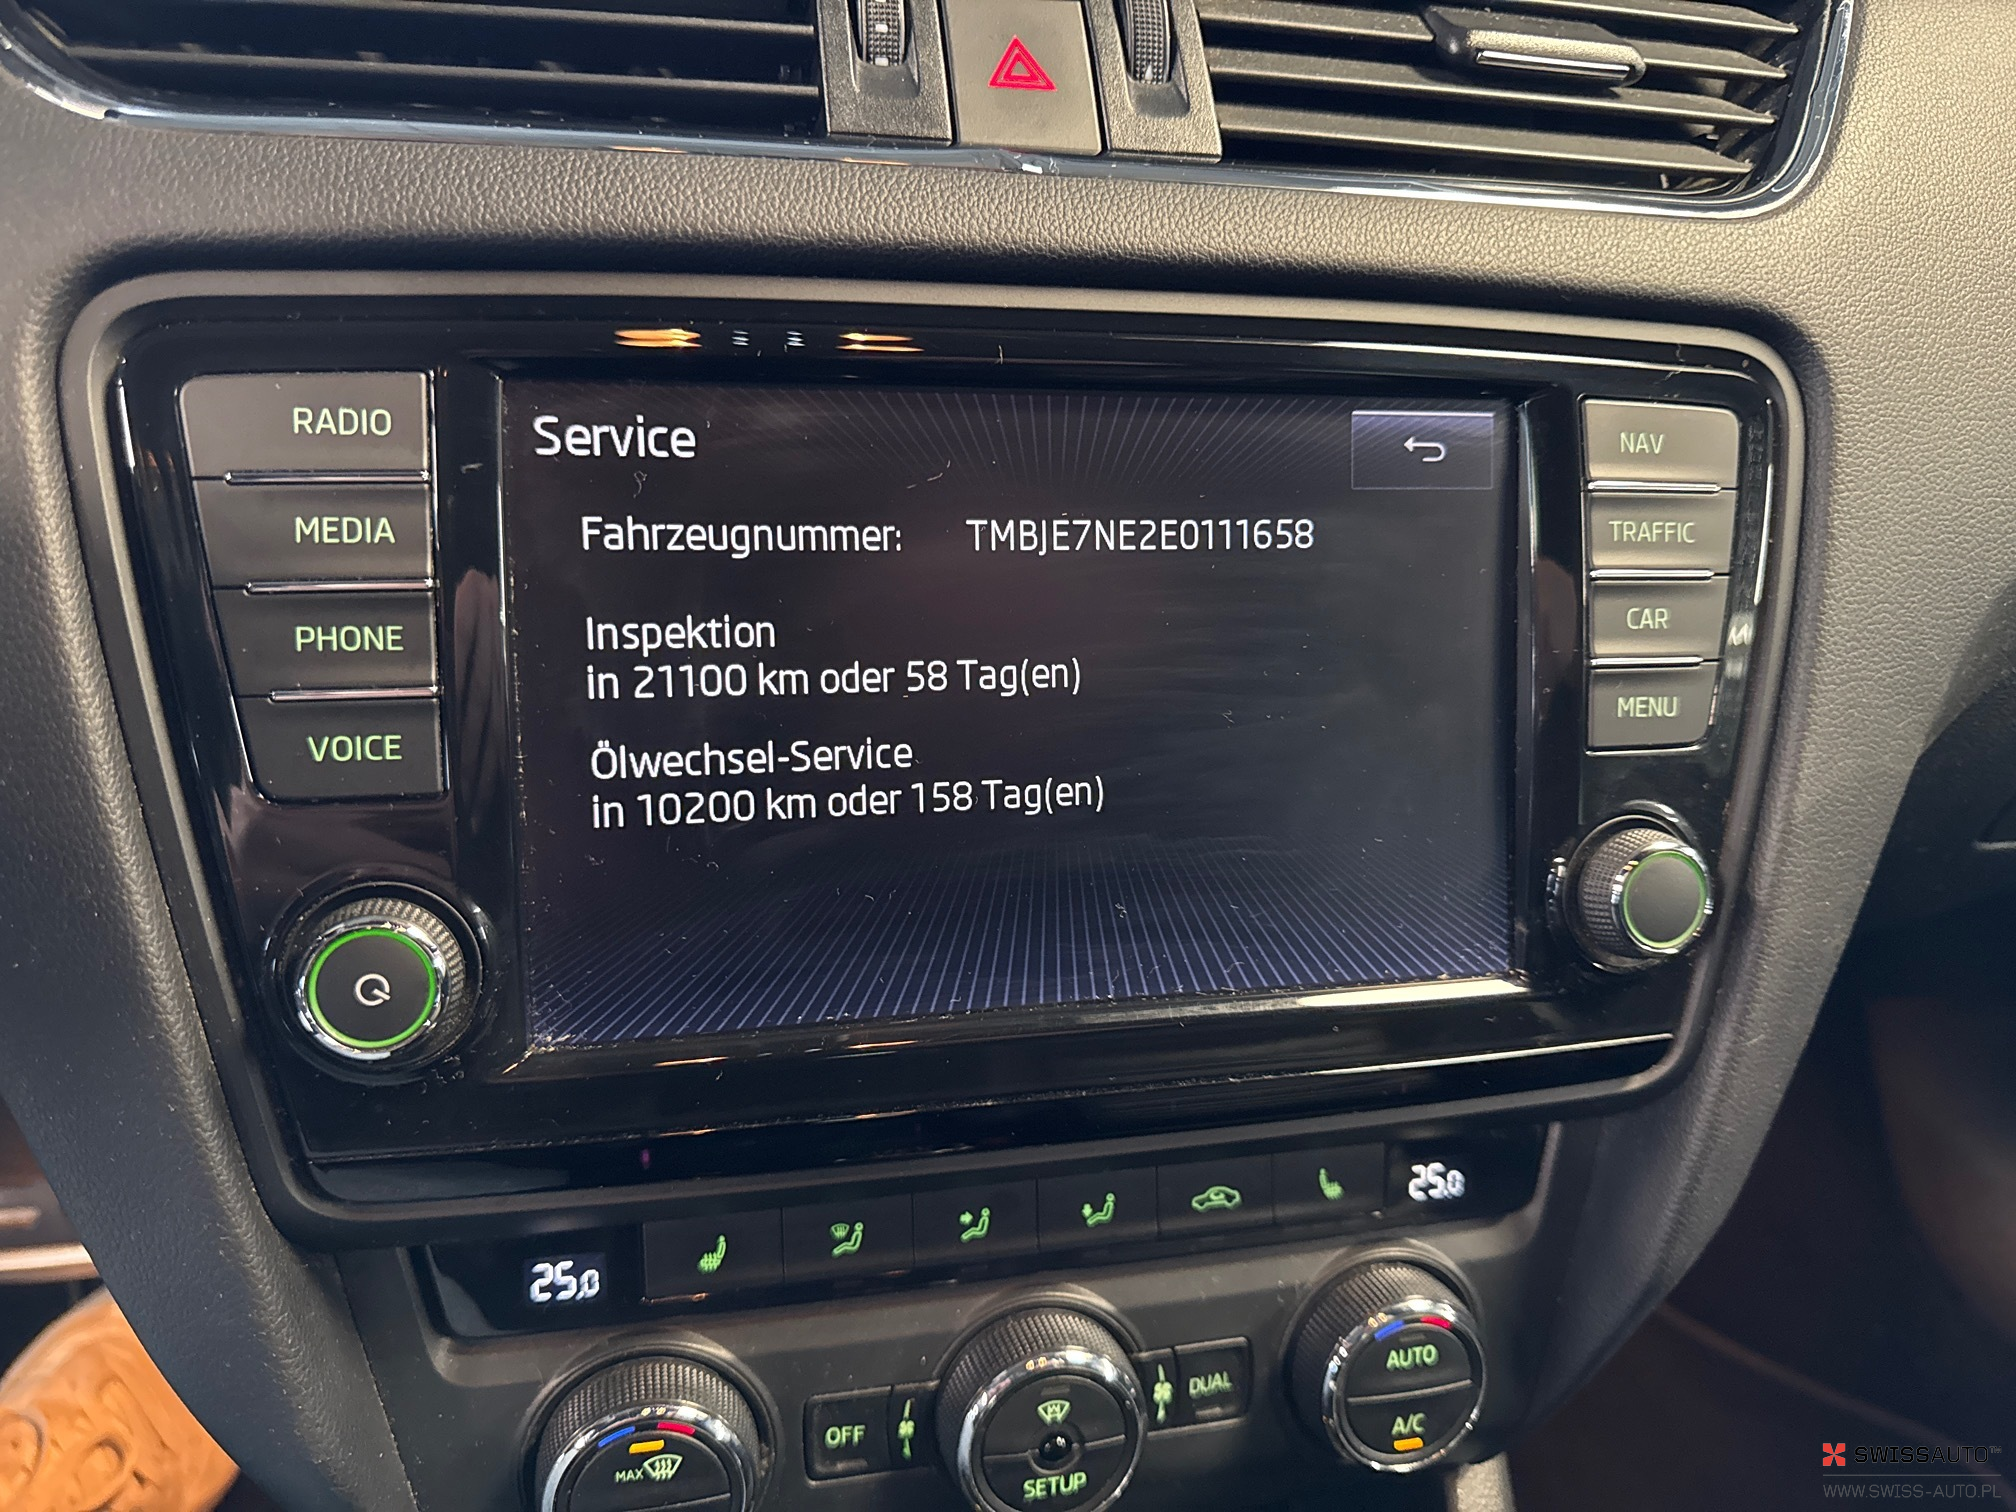 RADIO
MEDIA
PHONE
VOICE
Service
Fahrzeugnummer: TMBJE7NE2E0111658
Inspektion
in 21100 km oder 58 Tag(en)
Ölwechsel-Service
in 10200 km oder 158 Tag(en)
NAV
TRAFFIC
CAR
MENU
25.0
25.0
MAX
OFF
SETUP
DUAL
AUTO
A/C
SWISSAUTO™
WWW.SWISS-AUTO.PL